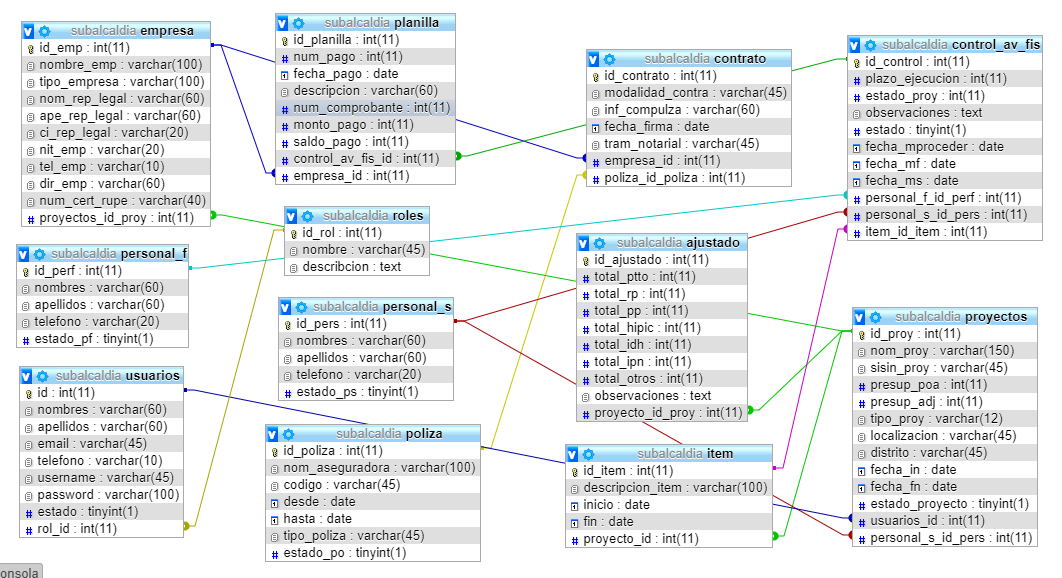 subalcaldia empresa
id_emp : int(11)
nombre_emp : varchar(100)
tipo_empresa : varchar(100)
nom_rep_legal : varchar(60)
ape_rep_legal : varchar(60)
ci_rep_legal : varchar(20)
nit_emp : varchar(20)
tel_emp : varchar(10)
dir_emp : varchar(60)
num_cert_rupe : varchar(40)
proyectos_id_proy : int(11)
subalcaldia planilla
id_planilla : int(11)
num_pago : int(11)
fecha_pago : date
descripcion : varchar(60)
num_comprobante : int(11)
monto_pago : int(11)
saldo_pago : int(11)
control_av_fis_id : int(11)
empresa_id : int(11)
subalcaldia contrato
id_contrato : int(11)
modalidad_contra : varchar(45)
inf_compulza : varchar(60)
fecha_firma : date
tram_notarial : varchar(45)
empresa_id : int(11)
poliza_id_poliza : int(11)
subalcaldia control_av_fis
id_control : int(11)
plazo_ejecucion : int(11)
estado_proy : int(11)
observaciones : text
estado : tinyint(1)
fecha_mproceder : date
fecha_mf : date
fecha_ms : date
personal_f_id_perf : int(11)
personal_s_id_pers : int(11)
item_id_item : int(11)
subalcaldia roles
id_rol : int(11)
nombre : varchar(45)
describcion : text
subalcaldia personal_f
id_perf : int(11)
nombres : varchar(60)
apellidos : varchar(60)
telefono : varchar(20)
estado_pf : tinyint(1)
subalcaldia personal_s
id_pers : int(11)
nombres : varchar(60)
apellidos : varchar(60)
telefono : varchar(20)
estado_ps : tinyint(1)
subalcaldia ajustado
id_ajustado : int(11)
total_ptto : int(11)
total_rp : int(11)
total_pp : int(11)
total_hipic : int(11)
total_idh : int(11)
total_ipn : int(11)
total_otros : int(11)
observaciones : text
proyecto_id_proy : int(11)
subalcaldia proyectos
id_proy : int(11)
nom_proy : varchar(150)
sisin_proy : varchar(45)
presup_poa : int(11)
presup_adj : int(11)
tipo_proy : varchar(12)
localizacion : varchar(45)
distrito : varchar(45)
fecha_in : date
fecha_fn : date
estado_proyecto : tinyint(1)
usuarios_id : int(11)
personal_s_id_pers : int(11)
subalcaldia usuarios
id : int(11)
nombres : varchar(60)
apellidos : varchar(60)
email : varchar(45)
telefono : varchar(10)
username : varchar(45)
password : varchar(100)
estado : tinyint(1)
rol_id : int(11)
subalcaldia poliza
id_poliza : int(11)
nom_aseguradora : varchar(100)
codigo : varchar(45)
desde : date
hasta : date
tipo_poliza : varchar(45)
estado_po : tinyint(1)
subalcaldia item
id_item : int(11)
descripcion_item : varchar(100)
inicio : date
fin : date
proyecto_id : int(11)
onsola